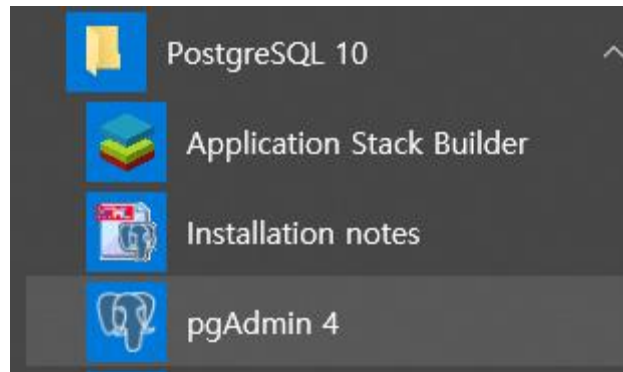 PostgreSQL 10
Application Stack Builder
Installation notes
pgAdmin 4